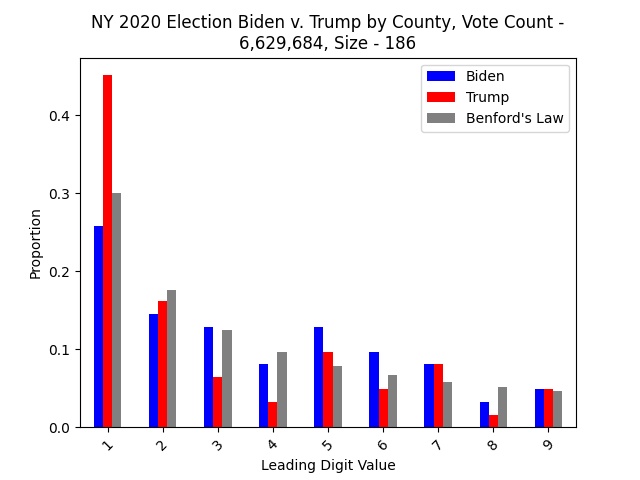 NY 2020 Election Biden v. Trump by County, Vote Count -
6,629,684, Size - 186
Biden
Trump
Benford's Law
Proportion
0.4
0.3
0.2
0.1
0.0
1 2 3 4 5 6 7 8 9
Leading Digit Value